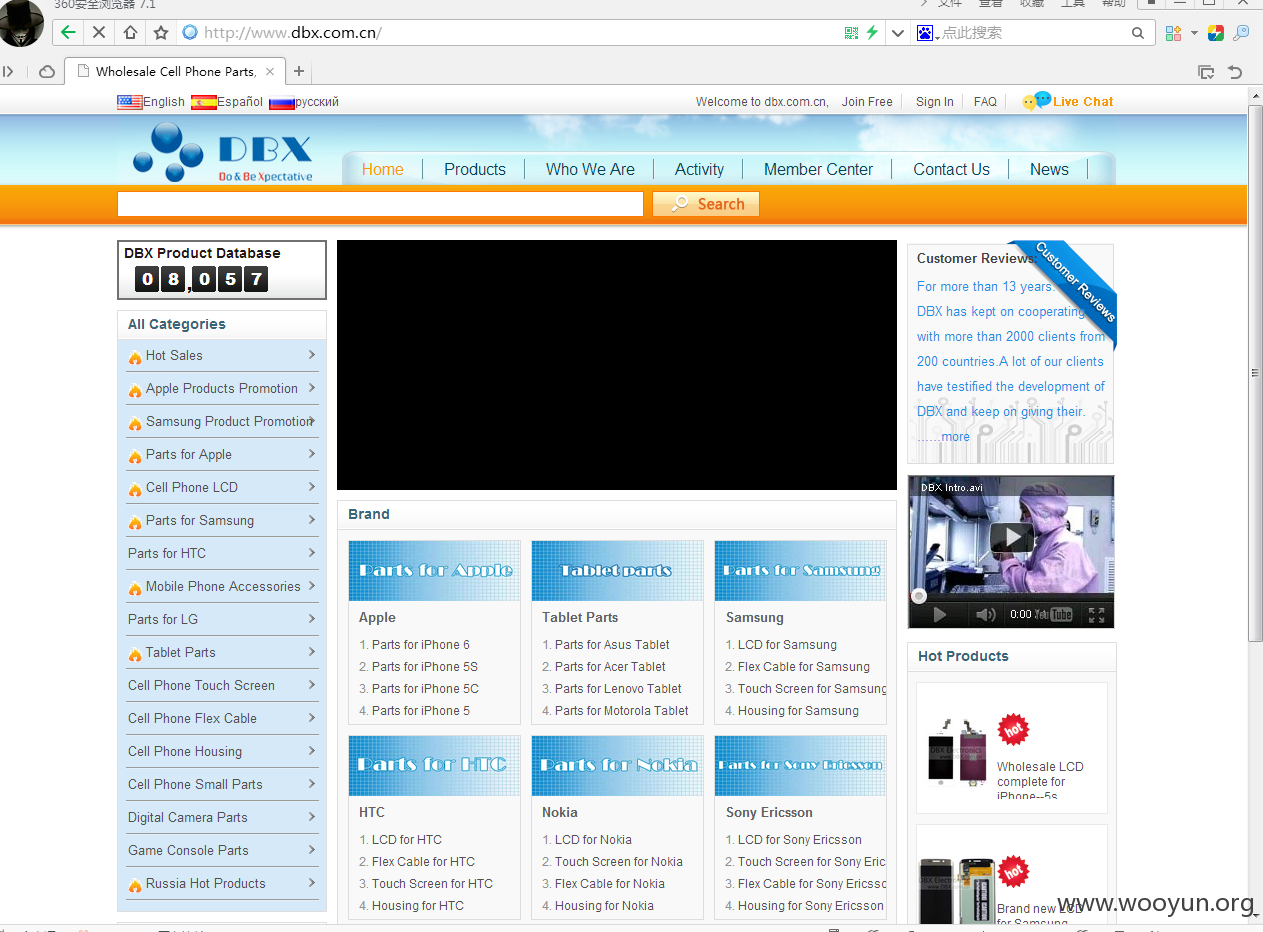 360安全浏览器 7.1
文件 查看 收藏 工具 帮助
http://www.dbx.com.cn/
点此搜索
Wholesale Cell Phone Parts,
English Español русский
Welcome to dbx.com.cn, Join Free Sign In FAQ Live Chat
DBX
Do & Be Xpectative
Home Products Who We Are Activity Member Center Contact Us News
Search
DBX Product Database
08,057
All Categories
Hot Sales
Apple Products Promotion
Samsung Product Promotion
Parts for Apple
Cell Phone LCD
Parts for Samsung
Parts for HTC
Mobile Phone Accessories
Parts for LG
Tablet Parts
Cell Phone Touch Screen
Cell Phone Flex Cable
Cell Phone Housing
Cell Phone Small Parts
Digital Camera Parts
Game Console Parts
Russia Hot Products
Brand
Parts for Apple
Apple
1. Parts for iPhone 6
2. Parts for iPhone 5S
3. Parts for iPhone 5C
4. Parts for iPhone 5
Tablet parts
Tablet Parts
1. Parts for Asus Tablet
2. Parts for Acer Tablet
3. Parts for Lenovo Tablet
4. Parts for Motorola Tablet
Parts for Samsung
Samsung
1. LCD for Samsung
2. Flex Cable for Samsung
3. Touch Screen for Samsung
4. Housing for Samsung
Parts for HTC
HTC
1. LCD for HTC
2. Flex Cable for HTC
3. Touch Screen for HTC
4. Housing for HTC
Parts for Nokia
Nokia
1. LCD for Nokia
2. Touch Screen for Nokia
3. Flex Cable for Nokia
4. Housing for Nokia
Parts for Sony Ericsson
Sony Ericsson
1. LCD for Sony Ericsson
2. Touch Screen for Sony Eric
3. Flex Cable for Sony Ericsso
4. Housing for Sony Ericsson
Customer Reviews:
Customer Reviews
For more than 13 years.
DBX has kept on cooperating
with more than 2000 clients from
200 countries.A lot of our clients
have testified the development of
DBX and keep on giving their.
......more
DBX Intro.avi
0:00 YouTube
Hot Products
hot
Wholesale LCD
complete for
iPhone--5s
hot
Brand new LCD
for Samsung
www.wooyun.org